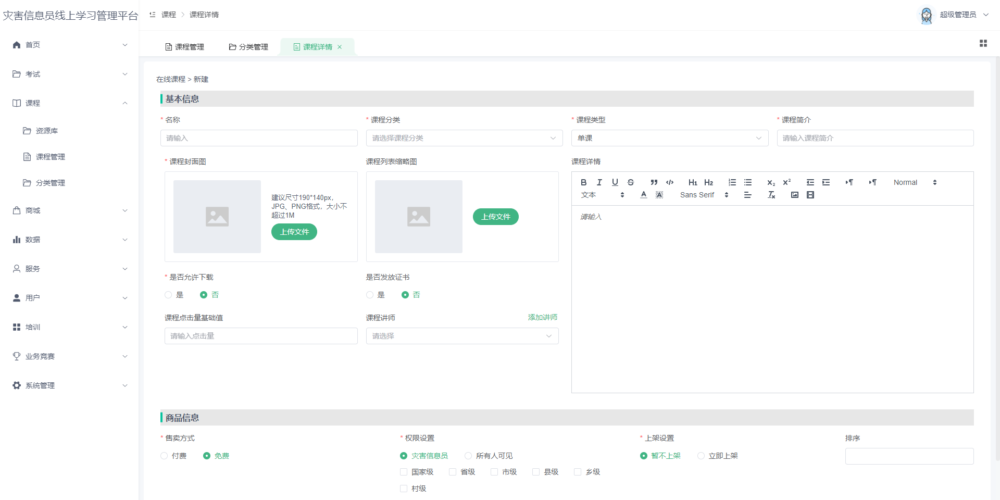 灾害信息员线上学习管理平台
课程 > 课程详情
超级管理员
首页
考试
课程
资源库
课程管理
分类管理
商城
数据
服务
用户
培训
业务竞赛
系统管理
课程管理 分类管理 课程详情 ×
在线课程 > 新建
基本信息
* 名称 * 课程分类 * 课程类型 * 课程简介
请输入 请选择课程分类 单课 请输入课程简介
* 课程封面图 课程列表缩略图 课程详情
建议尺寸190*140px，
JPG、PNG格式，大小不
超过1M
上传文件
上传文件
Normal
文本 Sans Serif
请输入
* 是否允许下载 是否发放证书
是 否 是 否
课程点击量基础值 课程讲师 添加讲师
请输入点击量 请选择
商品信息
* 售卖方式 * 权限设置 * 上架设置 排序
付费 免费 灾害信息员 所有人可见 暂不上架 立即上架
国家级 省级 市级 县级 乡级
村级